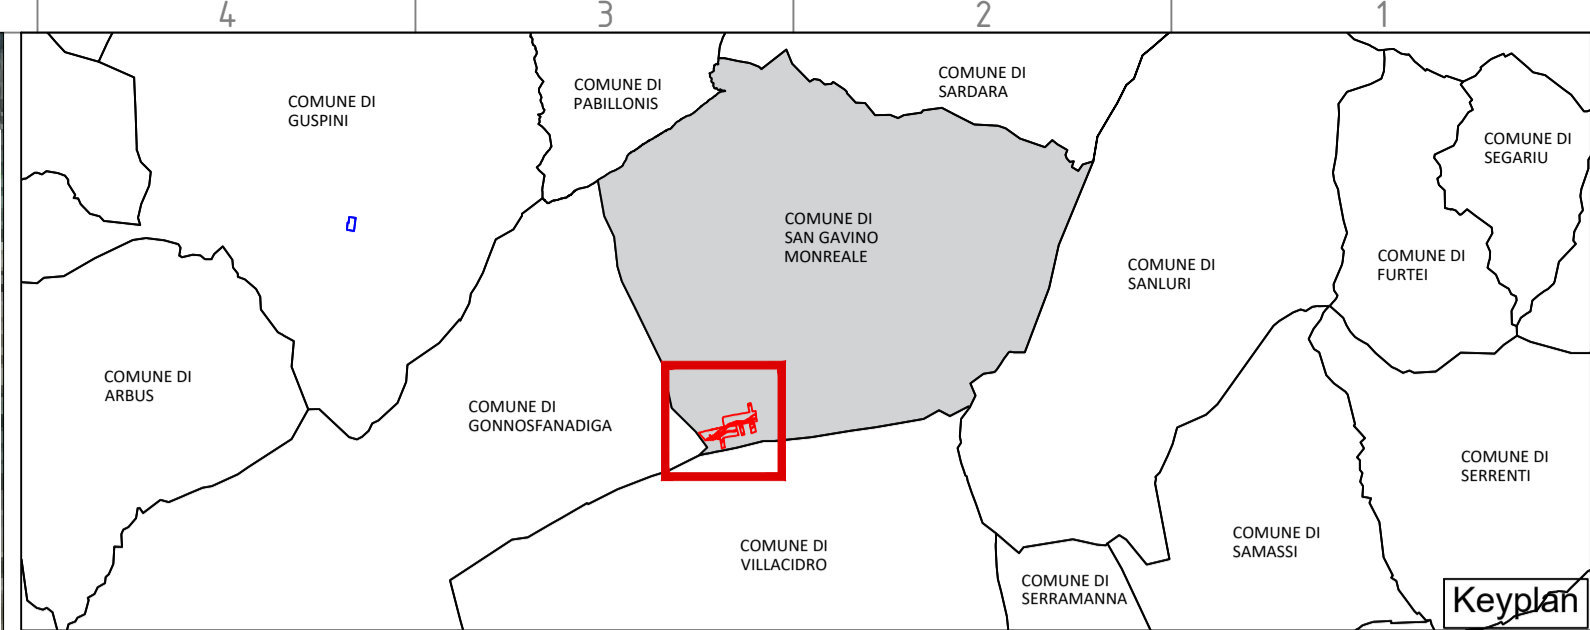 4
3
2
1
COMUNE DI
GUSPINI
COMUNE DI
PABILLONIS
COMUNE DI
SARDARA
COMUNE DI
SEGARIU
COMUNE DI
SAN GAVINO
MONREALE
COMUNE DI
SANLURI
COMUNE DI
FURTEI
COMUNE DI
ARBUS
COMUNE DI
GONNOSFANADIGA
COMUNE DI
SERRENTI
COMUNE DI
VILLACIDRO
COMUNE DI
SAMASSI
COMUNE DI
SERRAMANNA
Keyplan